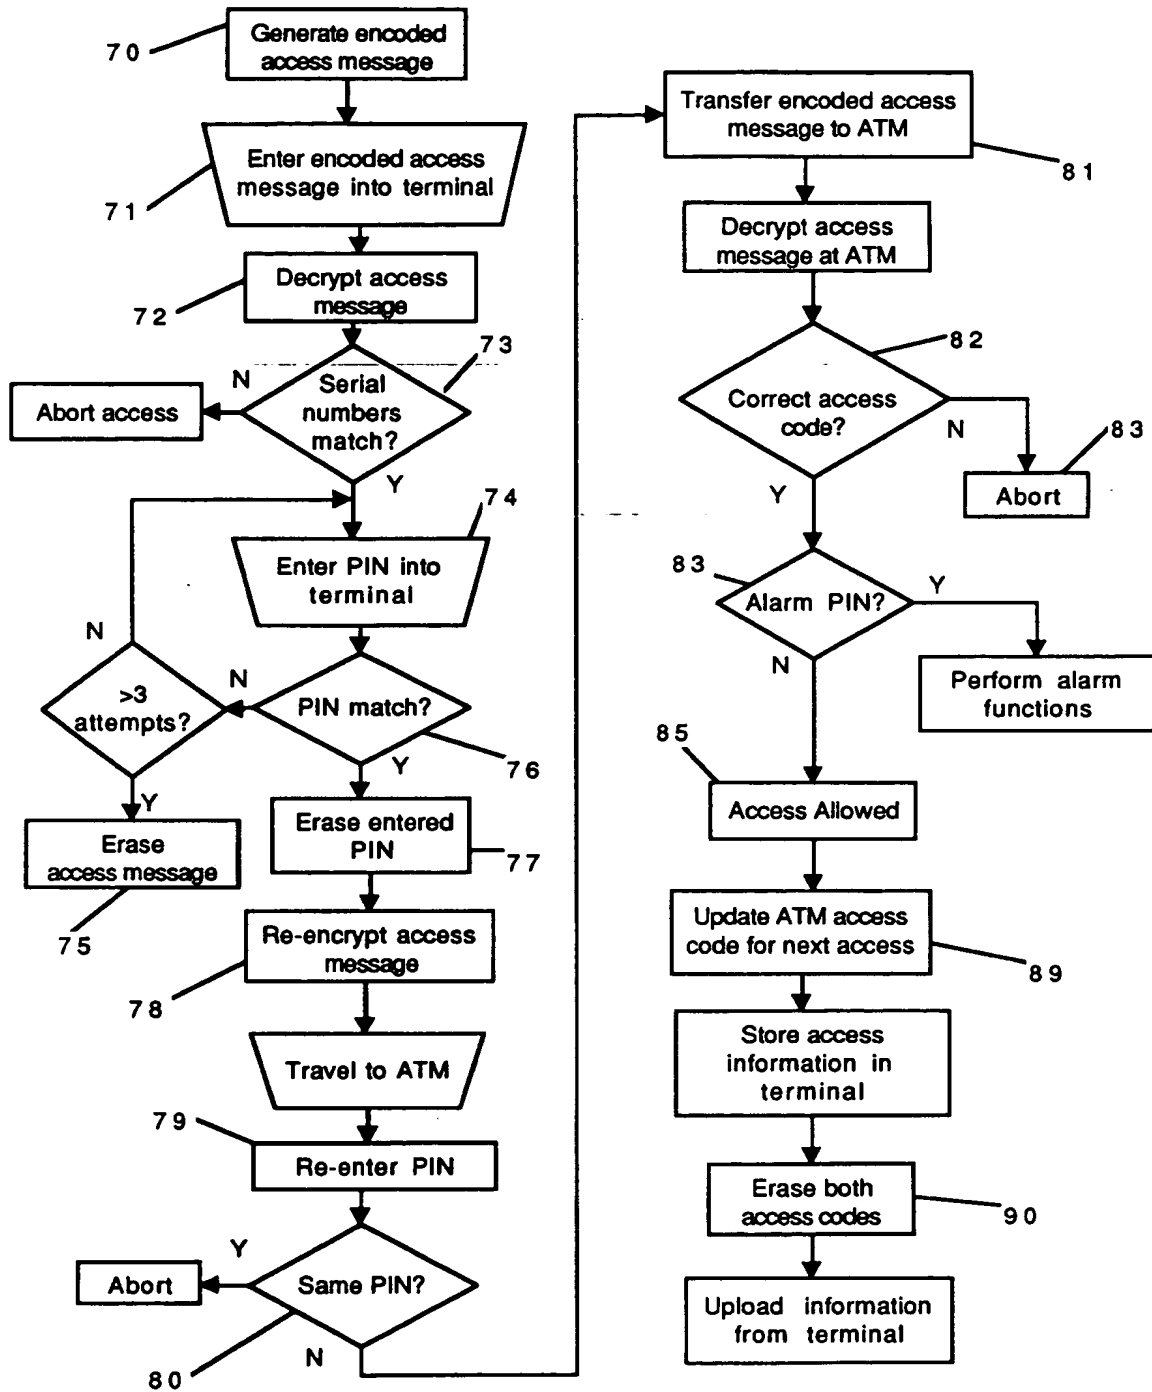 70
Generate encoded
access message
71
Enter encoded access
message into terminal
72
Decrypt access
message
73
N
Serial
numbers
match?
Abort access
Y
74
Enter PIN into
terminal
N
>3
attempts?
N
PIN match?
76
Y
Y
Erase
access message
75
Erase entered
PIN
77
Re-encrypt access
message
78
Travel to ATM
79
Re-enter PIN
Y
Abort
Same PIN?
80
N
Transfer encoded access
message to ATM
81
Decrypt access
message at ATM
82
Correct access
code?
N
83
Abort
Y
83
Alarm PIN?
Y
N
Perform alarm
functions
85
Access Allowed
Update ATM access
code for next access
89
Store access
information in
terminal
Erase both
access codes
90
Upload information
from terminal